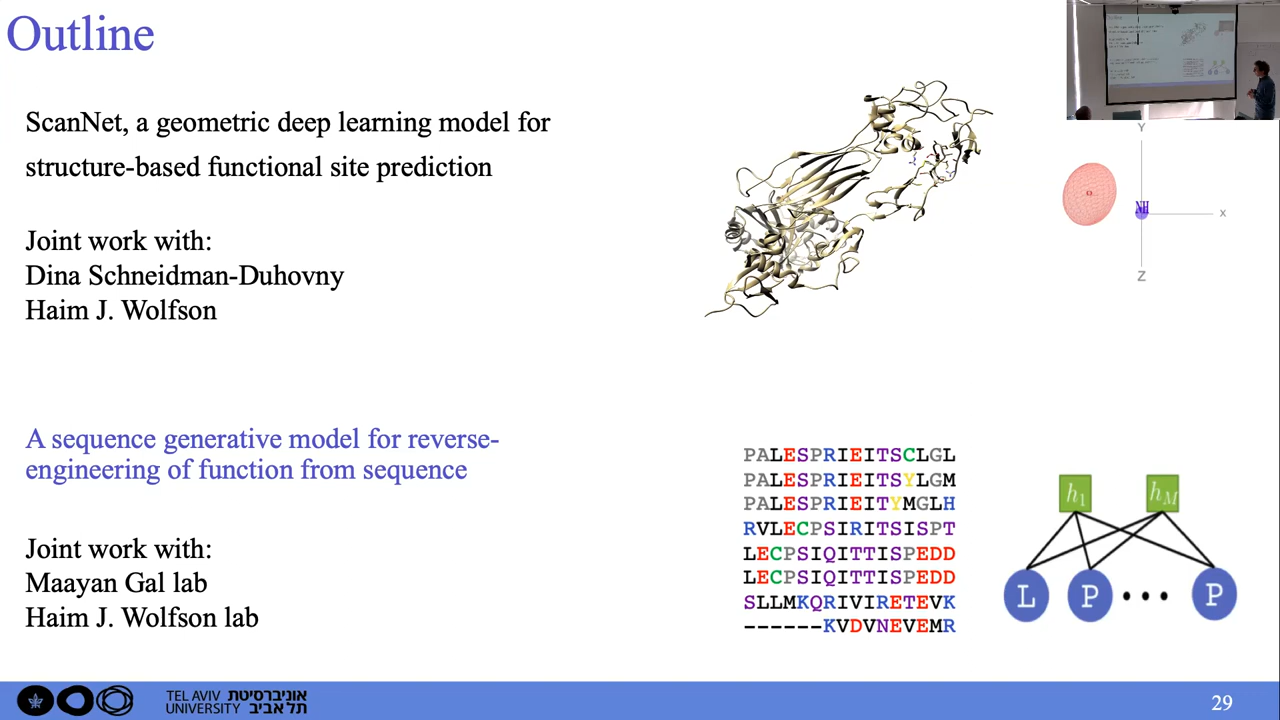 Outline
ScanNet, a geometric deep learning model for
structure-based functional site prediction
Joint work with:
Dina Schneidman-Duhovny
Haim J. Wolfson
Y
NH
X
Z
A sequence generative model for reverse-
engineering of function from sequence
Joint work with:
Maayan Gal lab
Haim J. Wolfson lab
PALESPRIEITSCLGL
PALESPRIEITSYLGM
PALESPRIEITYMGLH
RVLECPSIRITSISPT
LECPSIQITTISPEDD
LECPSIQITTISPEDD
SLLMKQRIVIRETEVK
------KVDVNEVEMR
h1 hM
L P ••• P
TEL AVIV אוניברסיטת
UNIVERSITY תל אביב
29